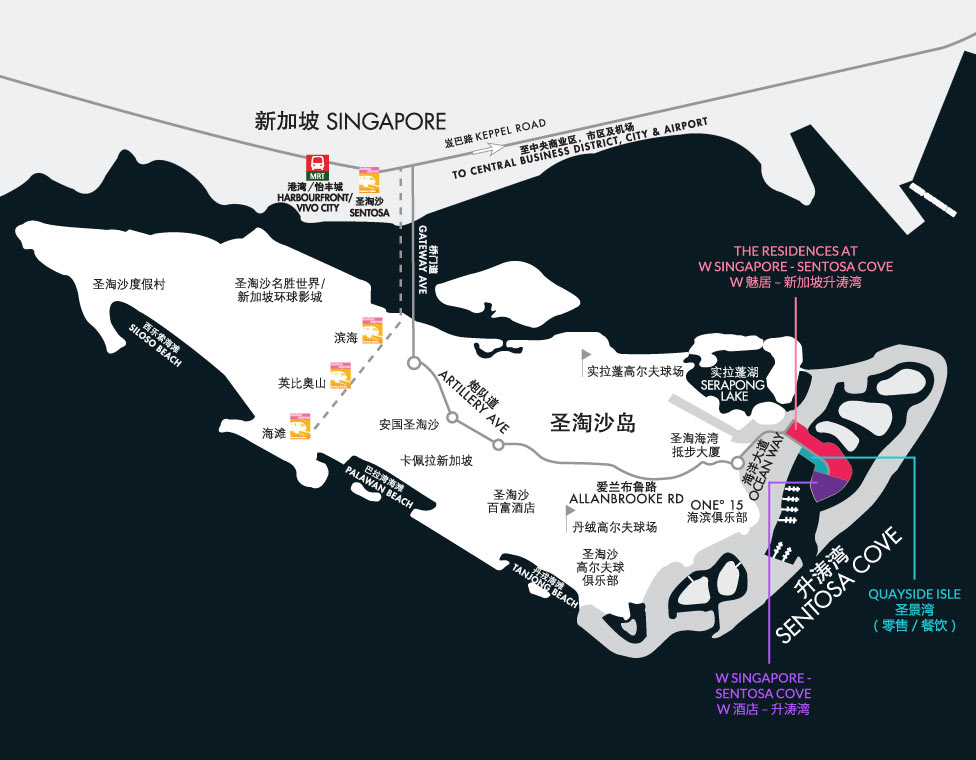 新加坡 SINGAPORE
岌巴路 KEPPEL ROAD
至中央商业区、市区及机场
TO CENTRAL BUSINESS DISTRICT, CITY & AIRPORT
MRT
港湾/怡丰城
HARBOURFRONT/
VIVO CITY
圣淘沙
SENTOSA
桥门道
GATEWAY AVE
THE RESIDENCES AT
W SINGAPORE - SENTOSA COVE
W 魅居 – 新加坡升涛湾
圣淘沙度假村
圣淘沙名胜世界/
新加坡环球影城
西乐索海滩
SILOSO BEACH
滨海
英比奥山
海滩
炮队道
ARTILLERY AVE
安国圣淘沙
卡佩拉新加坡
巴拉湾海滩
PALAWAN BEACH
实拉蓬高尔夫球场
实拉蓬湖
SERAPONG
LAKE
圣淘沙岛
圣淘海湾
抵步大厦
海洋大道
OCEAN WAY
爱兰布鲁路
ALLANBROOKE RD
圣淘沙
百富酒店
丹绒高尔夫球场
ONE° 15
海滨俱乐部
圣淘沙
高尔夫球
俱乐部
丹戎海滩
TANJONG BEACH
升涛湾
SENTOSA COVE
QUAYSIDE ISLE
圣景湾
( 零售 / 餐饮 )
W SINGAPORE -
SENTOSA COVE
W 酒店 – 升涛湾